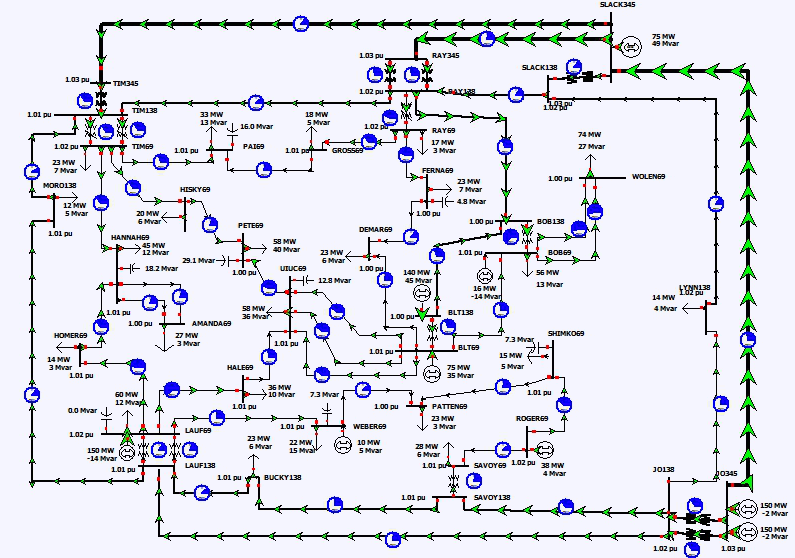 SLACK345
75 MW
49 Mvar
1.03 pu
RAY345
SLACK138
1.03 pu
TIM345
1.02 pu
RAY138
1.03 pu
1.02 pu
1.01 pu
TIM138
33 MW
13 Mvar
16.0 Mvar
18 MW
5 Mvar
1.02 pu
RAY69
17 MW
3 Mvar
74 MW
27 Mvar
1.02 pu
TIM69
23 MW
7 Mvar
1.01 pu
PAI69
1.01 pu
GROSS69
FERNA69
23 MW
7 Mvar
4.8 Mvar
1.00 pu
1.00 pu
WOLEN69
MORO138
12 MW
5 Mvar
1.01 pu
HISKY69
20 MW
6 Mvar
PETE69
58 MW
40 Mvar
1.00 pu
29.1 Mvar
HANNAH69
45 MW
12 Mvar
18.2 Mvar
1.01 pu
DEMAR69
23 MW
6 Mvar
1.00 pu
1.00 pu
BOB138
1.01 pu
BOB69
56 MW
13 Mvar
16 MW
-14 Mvar
UIUC69
12.8 Mvar
58 MW
36 Mvar
1.01 pu
140 MW
45 Mvar
1.00 pu
BLT138
LYNN138
1.02 pu
14 MW
4 Mvar
1.00 pu
AMANDA69
27 MW
3 Mvar
HOMER69
14 MW
3 Mvar
1.01 pu
1.01 pu
BLT69
75 MW
35 Mvar
SHIMKO69
7.3 Mvar
15 MW
5 Mvar
1.01 pu
HALE69
36 MW
10 Mvar
1.01 pu
60 MW
12 Mvar
0.0 Mvar
1.02 pu
LAUF69
150 MW
-14 Mvar
7.3 Mvar
1.01 pu
WEBER69
22 MW
15 Mvar
10 MW
5 Mvar
1.00 pu
PATTEN69
23 MW
3 Mvar
ROGER69
1.02 pu
38 MW
4 Mvar
23 MW
6 Mvar
28 MW
6 Mvar
1.01 pu
LAUF138
1.01 pu
BUCKY138
1.01 pu
SAVOY69
1.01 pu
SAVOY138
JO138
JO345
150 MW
-2 Mvar
150 MW
-2 Mvar
1.02 pu
1.03 pu